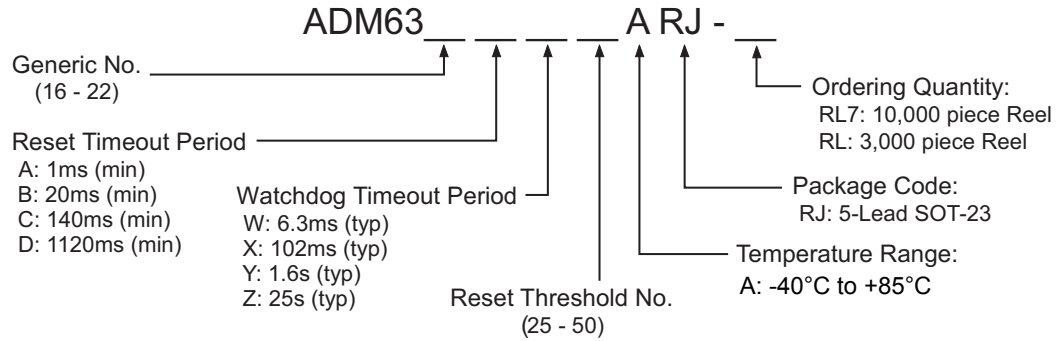 ADM63__ __ __ __ A RJ - __
Generic No.
(16 - 22)
Reset Timeout Period
A: 1ms (min)
B: 20ms (min)
C: 140ms (min)
D: 1120ms (min)
Watchdog Timeout Period
W: 6.3ms (typ)
X: 102ms (typ)
Y: 1.6s (typ)
Z: 25s (typ)
Reset Threshold No.
(25 - 50)
Ordering Quantity:
RL7: 10,000 piece Reel
RL: 3,000 piece Reel
Package Code:
RJ: 5-Lead SOT-23
Temperature Range:
A: -40°C to +85°C